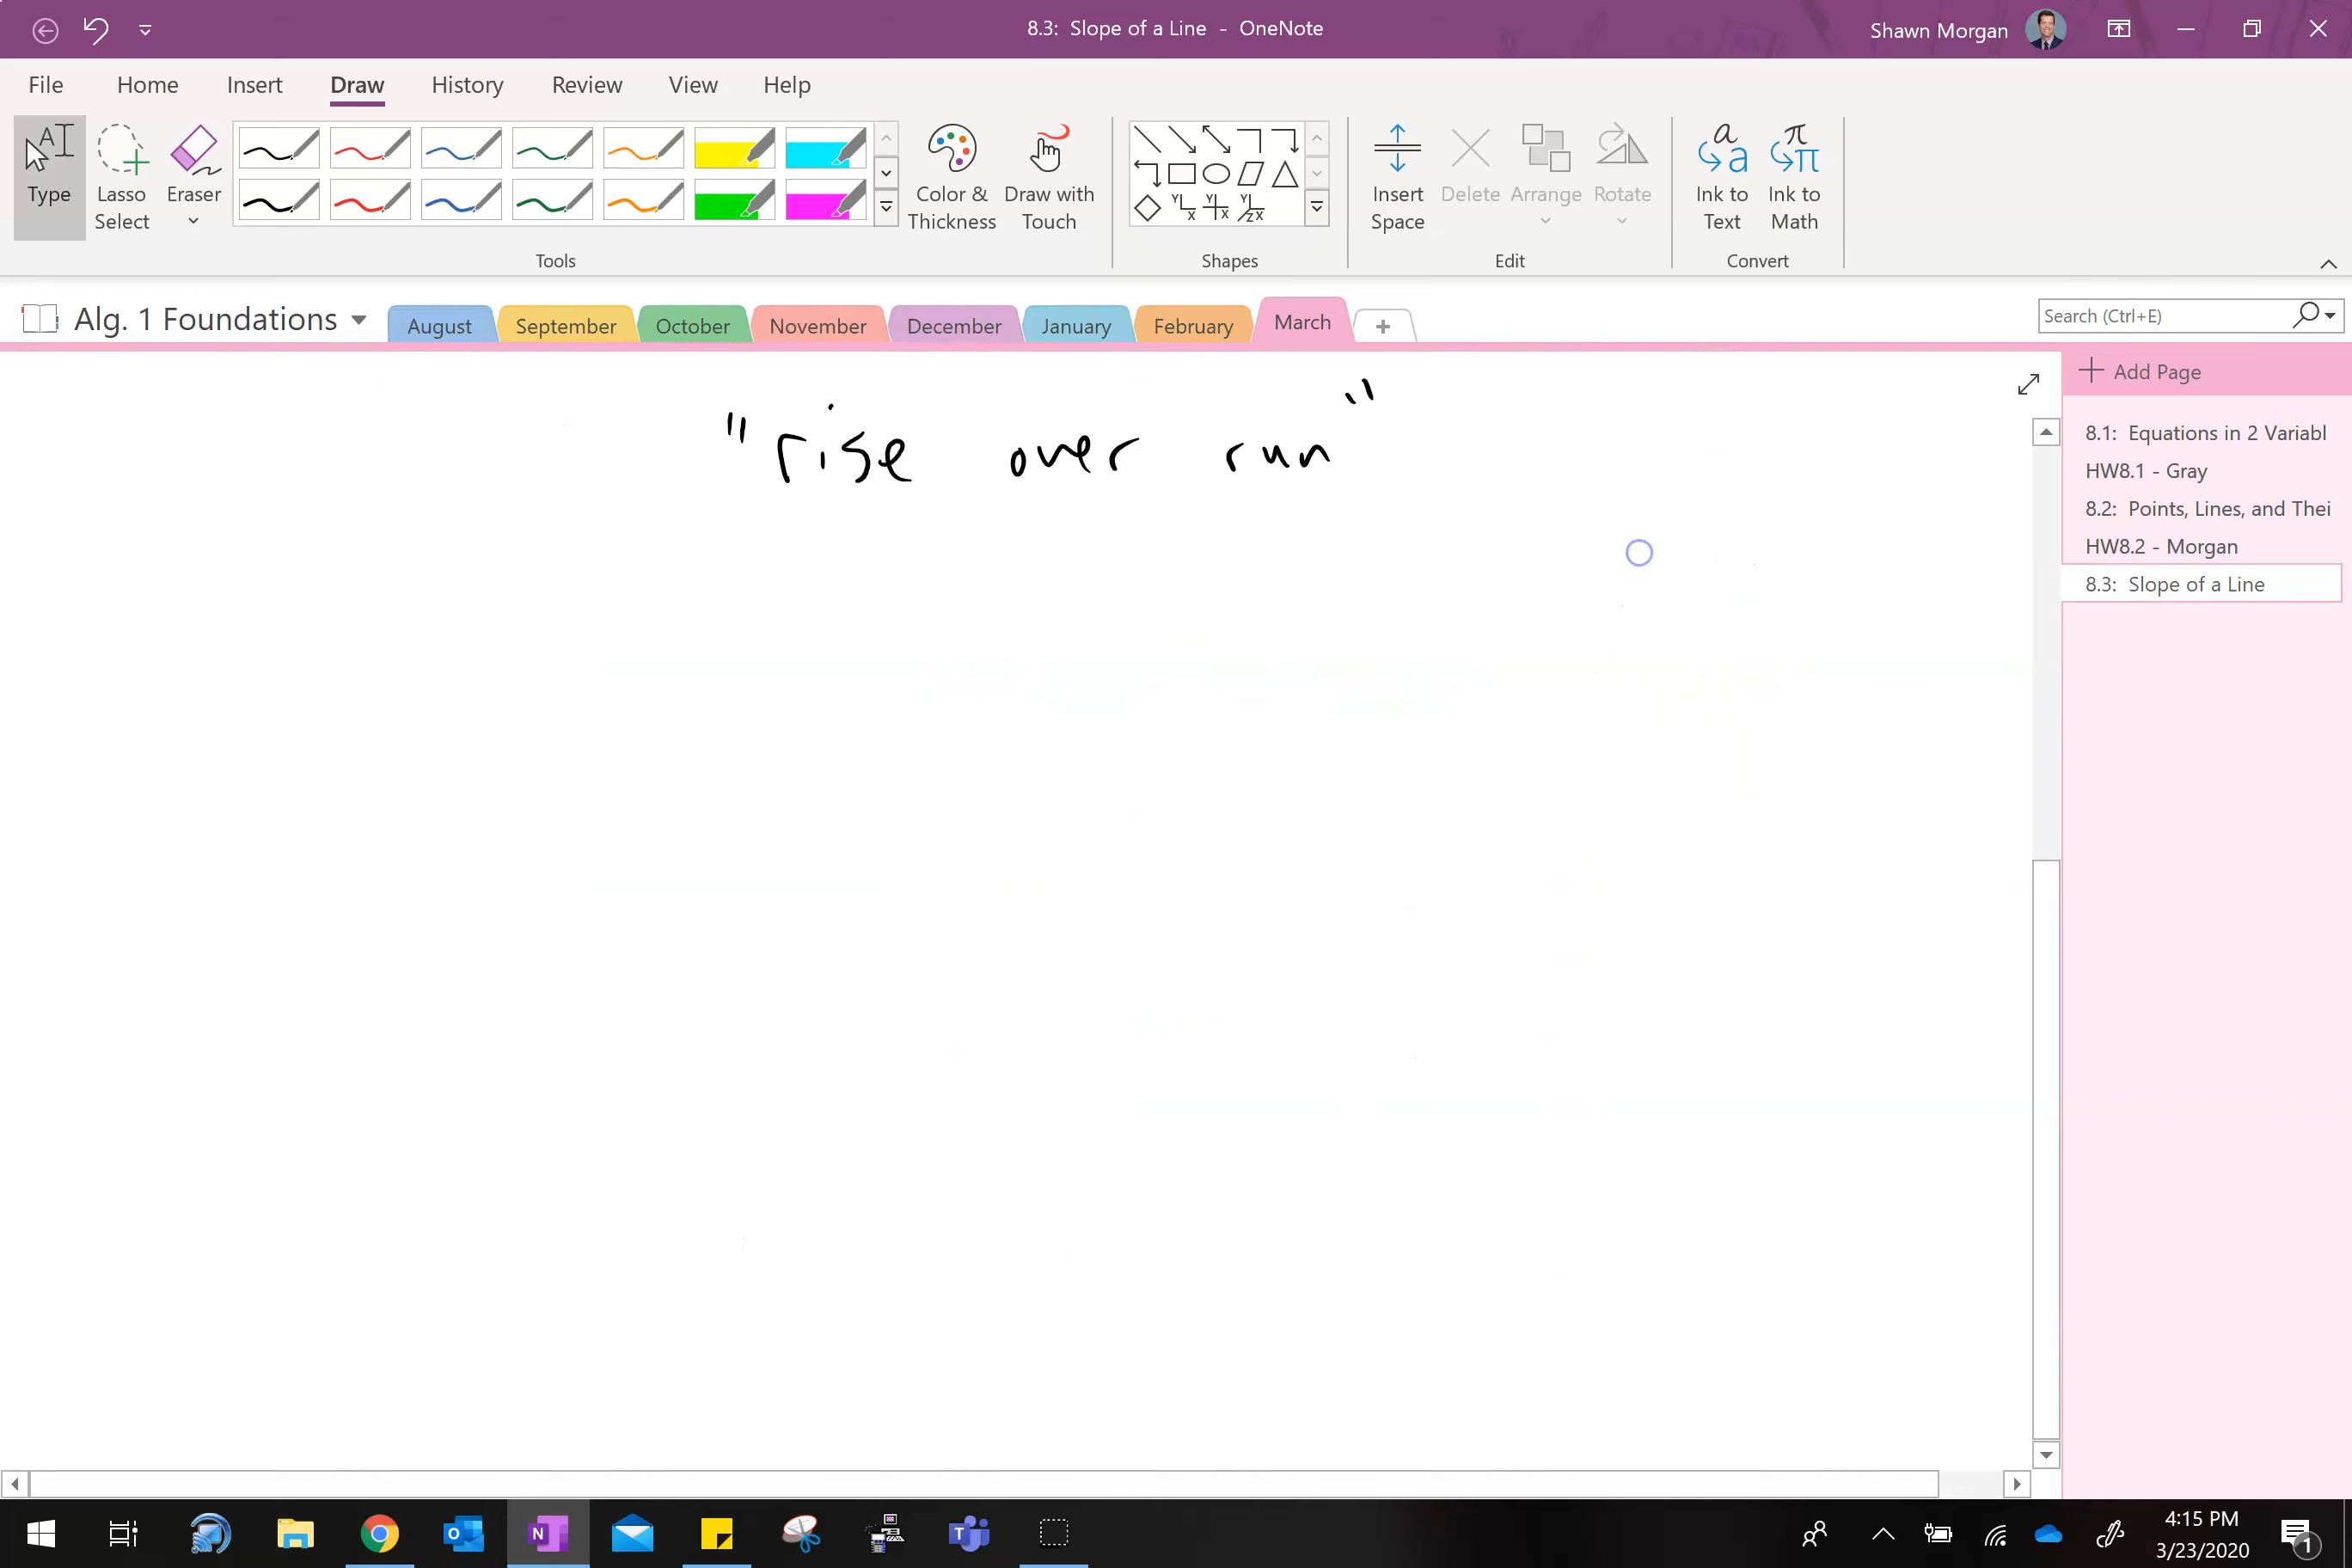 8.3: Slope of a Line - OneNote
Shawn Morgan
File Home Insert Draw History Review View Help
Type
Lasso Select
Eraser
Color & Thickness
Draw with Touch
Insert Space
Delete
Arrange
Rotate
Ink to Text
Ink to Math
Tools
Shapes
Edit
Convert
Alg. 1 Foundations
August September October November December January February March
Search (Ctrl+E)
"rise over run"
Add Page
8.1: Equations in 2 Variabl
HW8.1 - Gray
8.2: Points, Lines, and Thei
HW8.2 - Morgan
8.3: Slope of a Line
4:15 PM
3/23/2020
1